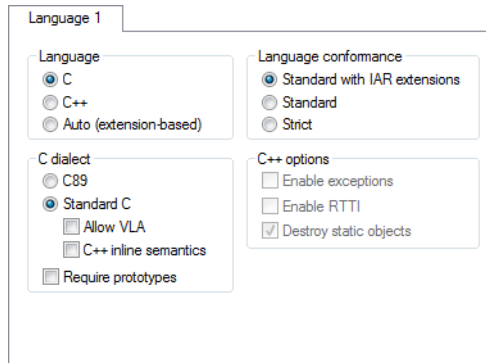 Language 1
Language
C
C++
Auto (extension-based)
Language conformance
Standard with IAR extensions
Standard
Strict
C dialect
C89
Standard C
Allow VLA
C++ inline semantics
Require prototypes
C++ options
Enable exceptions
Enable RTTI
Destroy static objects